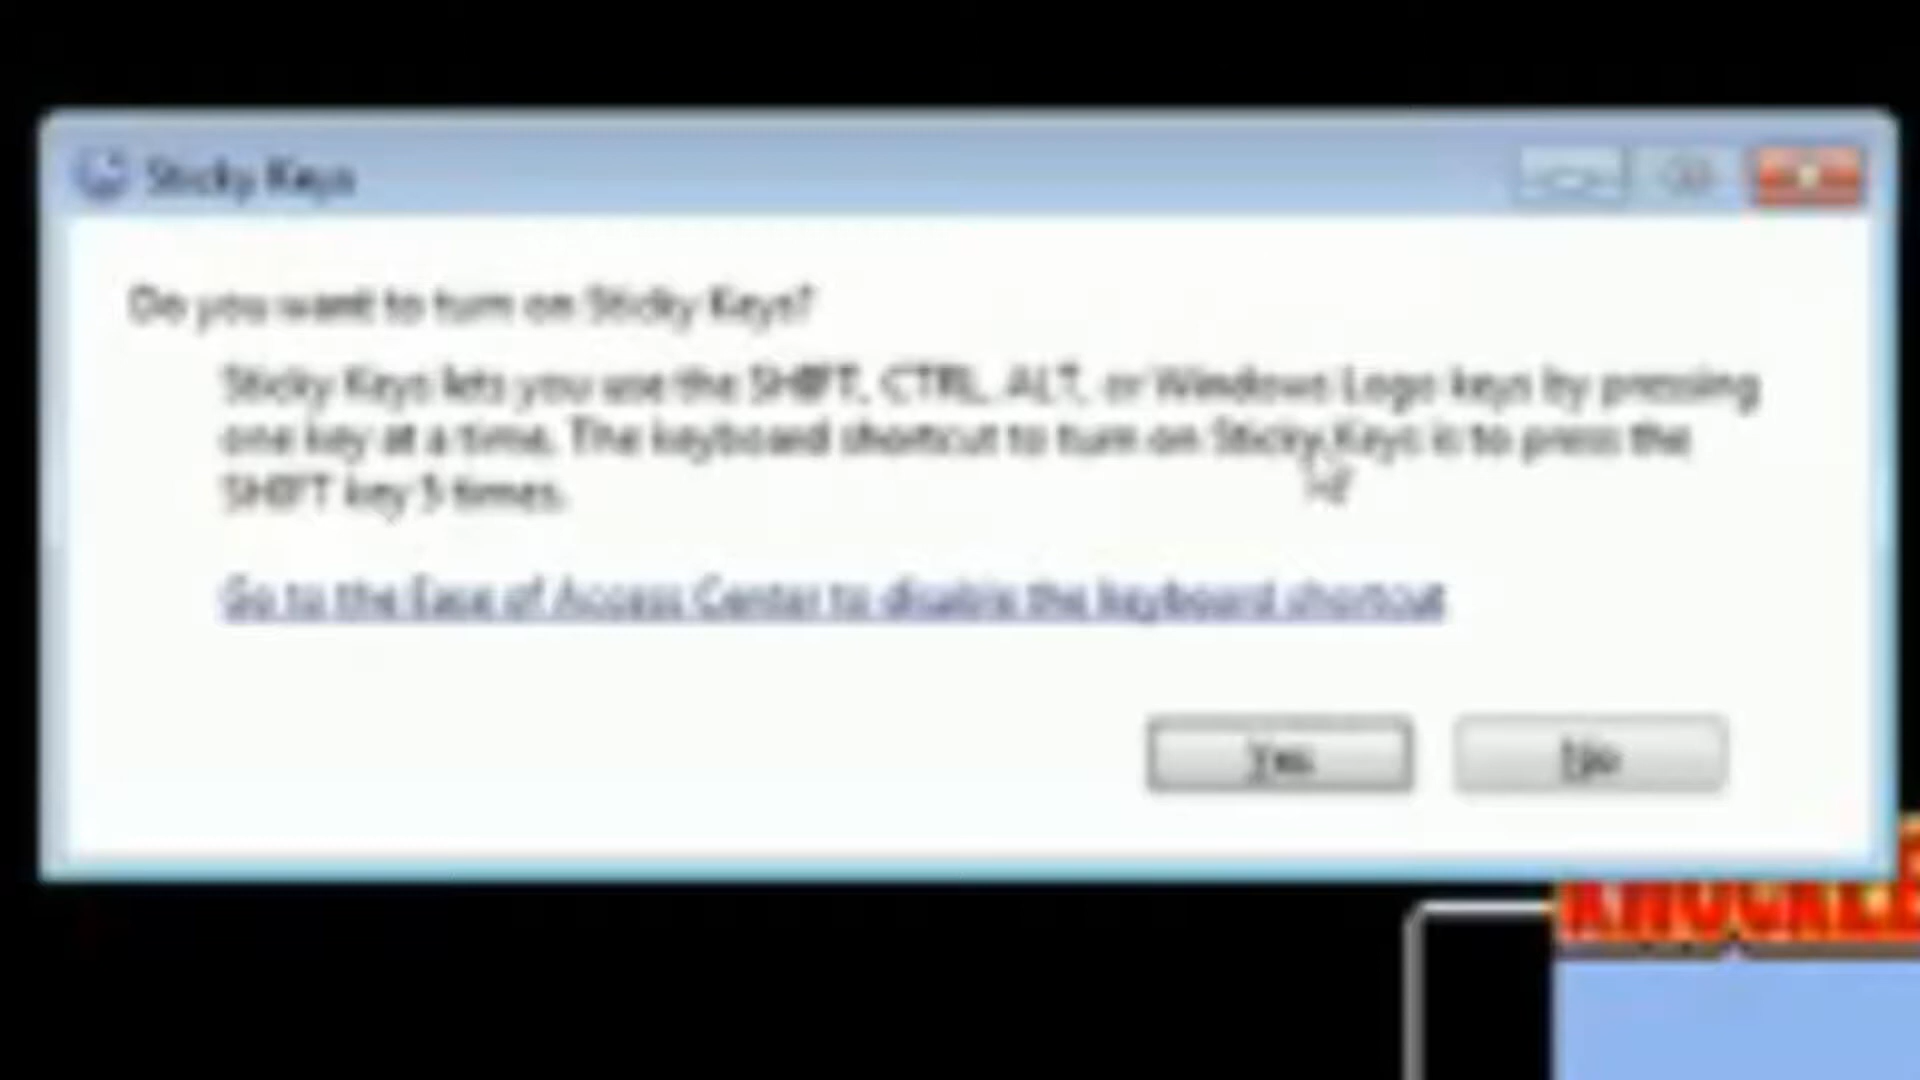 Sticky Keys
Do you want to turn on Sticky Keys?
Sticky Keys lets you use the SHIFT, CTRL, ALT, or Windows Logo keys by pressing
one key at a time. The keyboard shortcut to turn on Sticky Keys is to press the
SHIFT key 5 times.
Go to the Ease of Access Center to disable the keyboard shortcut
Yes
No